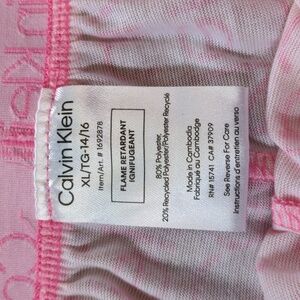 Calvin Klein
XL/TG-14/16
Item/Art. # 1692878
FLAME RETARDANT
IGNIFUGEANT
80% Polyester,
20% Recycled Polyester/Polyester Recyclé
Made in Cambodia
Fabriqué au Cambodge
RN# 15741 CA# 37909
See Reverse For Care
Instructions d'entretien au verso